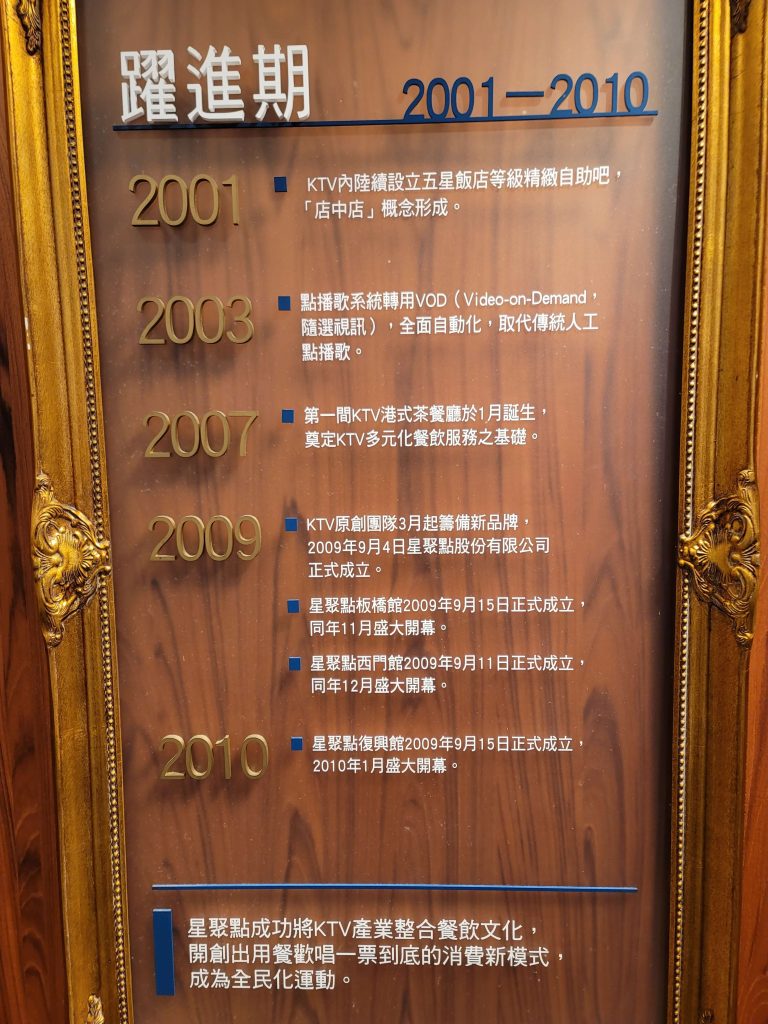 躍進期 2001－2010
2001 ■ KTV內陸續設立五星飯店等級精緻自助吧，
「店中店」概念形成。
2003 ■ 點播歌系統轉用VOD（Video-on-Demand，
隨選視訊），全面自動化，取代傳統人工
點播歌。
2007 ■ 第一間KTV港式茶餐廳於1月誕生，
奠定KTV多元化餐飲服務之基礎。
2009 ■ KTV原創團隊3月起籌備新品牌，
2009年9月4日星聚點股份有限公司
正式成立。
■ 星聚點板橋館2009年9月15日正式成立，
同年11月盛大開幕。
■ 星聚點西門館2009年9月11日正式成立，
同年12月盛大開幕。
2010 ■ 星聚點復興館2009年9月15日正式成立，
2010年1月盛大開幕。
星聚點成功將KTV產業整合餐飲文化，
開創出用餐歡唱一票到底的消費新模式，
成為全民化運動。